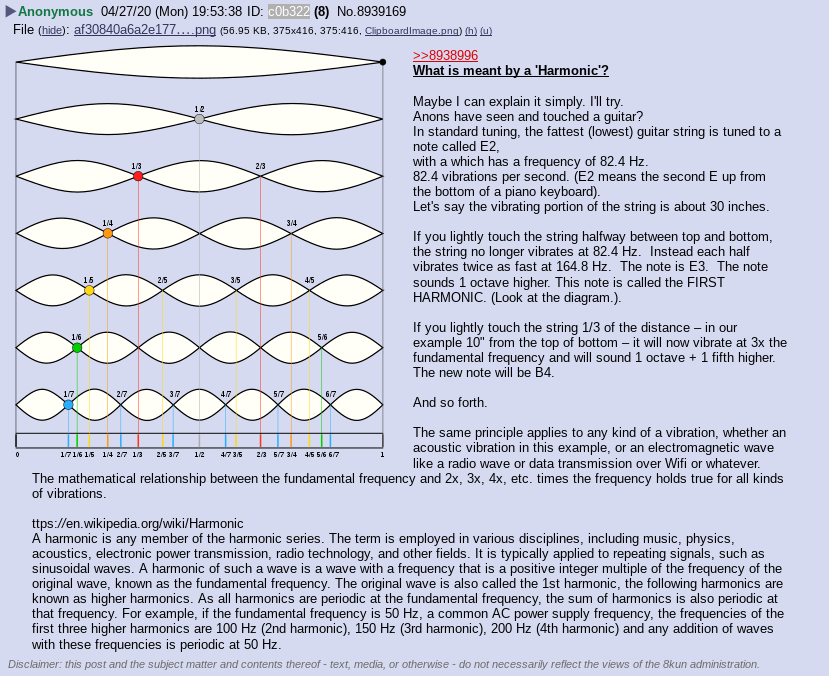 ▶Anonymous 04/27/20 (Mon) 19:53:38 ID: c0b322 (8) No.8939169
File (hide): af30840a6a2e177….png (56.95 KB, 375x416, 375:416, ClipboardImage.png) (h) (u)
1/2
1/3 2/3
1/4 3/4
1/5 2/5 3/5 4/5
1/6 5/6
1/7 2/7 3/7 4/7 5/7 6/7
0 1/7 1/6 1/5 1/4 1/3 2/5 3/7 1/2 4/7 3/5 2/3 5/7 3/4 4/5 5/6 6/7 1
>>8938996
What is meant by a 'Harmonic'?
Maybe I can explain it simply. I'll try.
Anons have seen and touched a guitar?
In standard tuning, the fattest (lowest) guitar string is tuned to a
note called E2,
with a which has a frequency of 82.4 Hz.
82.4 vibrations per second. (E2 means the second E up from
the bottom of a piano keyboard).
Let's say the vibrating portion of the string is about 30 inches.
If you lightly touch the string halfway between top and bottom,
the string no longer vibrates at 82.4 Hz. Instead each half
vibrates twice as fast at 164.8 Hz. The note is E3. The note
sounds 1 octave higher. This note is called the FIRST
HARMONIC. (Look at the diagram.).
If you lightly touch the string 1/3 of the distance – in our
example 10" from the top of bottom – it will now vibrate at 3x the
fundamental frequency and will sound 1 octave + 1 fifth higher.
The new note will be B4.
And so forth.
The same principle applies to any kind of a vibration, whether an
acoustic vibration in this example, or an electromagnetic wave
like a radio wave or data transmission over Wifi or whatever.
The mathematical relationship between the fundamental frequency and 2x, 3x, 4x, etc. times the frequency holds true for all kinds
of vibrations.
ttps://en.wikipedia.org/wiki/Harmonic
A harmonic is any member of the harmonic series. The term is employed in various disciplines, including music, physics,
acoustics, electronic power transmission, radio technology, and other fields. It is typically applied to repeating signals, such as
sinusoidal waves. A harmonic of such a wave is a wave with a frequency that is a positive integer multiple of the frequency of the
original wave, known as the fundamental frequency. The original wave is also called the 1st harmonic, the following harmonics are
known as higher harmonics. As all harmonics are periodic at the fundamental frequency, the sum of harmonics is also periodic at
that frequency. For example, if the fundamental frequency is 50 Hz, a common AC power supply frequency, the frequencies of the
first three higher harmonics are 100 Hz (2nd harmonic), 150 Hz (3rd harmonic), 200 Hz (4th harmonic) and any addition of waves
with these frequencies is periodic at 50 Hz.
Disclaimer: this post and the subject matter and contents thereof - text, media, or otherwise - do not necessarily reflect the views of the 8kun administration.